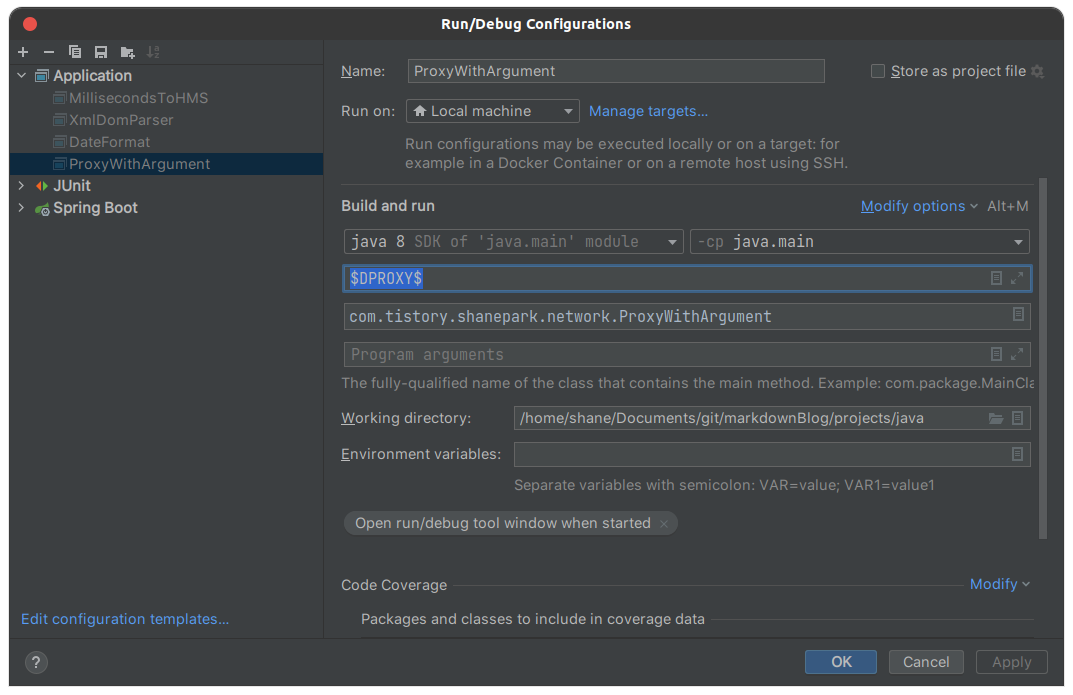 Run/Debug Configurations
Application
MillisecondsToHMS
XmlDomParser
DateFormat
ProxyWithArgument
JUnit
Spring Boot
Edit configuration templates...
Name: ProxyWithArgument Store as project file
Run on: Local machine Manage targets...
Run configurations may be executed locally or on a target: for
example in a Docker Container or on a remote host using SSH.
Build and run Modify options Alt+M
java 8 SDK of 'java.main' module -cp java.main
$DPROXY$
com.tistory.shanepark.network.ProxyWithArgument
Program arguments
The fully-qualified name of the class that contains the main method. Example: com.package.MainCla
Working directory: /home/shane/Documents/git/markdownBlog/projects/java
Environment variables:
Separate variables with semicolon: VAR=value; VAR1=value1
Open run/debug tool window when started ×
Code Coverage Modify
Packages and classes to include in coverage data
? OK Cancel Apply